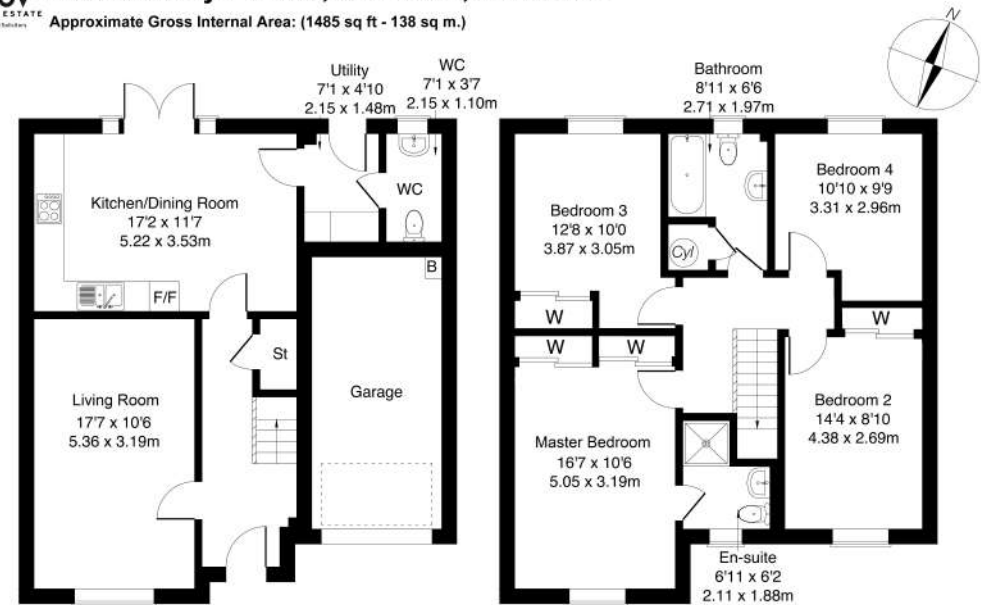 ESTATE
Solicitors
Approximate Gross Internal Area: (1485 sq ft - 138 sq m.)
N
Utility
7'1 x 4'10
2.15 x 1.48m
WC
7'1 x 3'7
2.15 x 1.10m
Kitchen/Dining Room
17'2 x 11'7
5.22 x 3.53m
WC
F/F
B
St
Living Room
17'7 x 10'6
5.36 x 3.19m
Garage
Bathroom
8'11 x 6'6
2.71 x 1.97m
Bedroom 3
12'8 x 10'0
3.87 x 3.05m
Bedroom 4
10'10 x 9'9
3.31 x 2.96m
Cyl
W
W
W
W
Master Bedroom
16'7 x 10'6
5.05 x 3.19m
Bedroom 2
14'4 x 8'10
4.38 x 2.69m
En-suite
6'11 x 6'2
2.11 x 1.88m